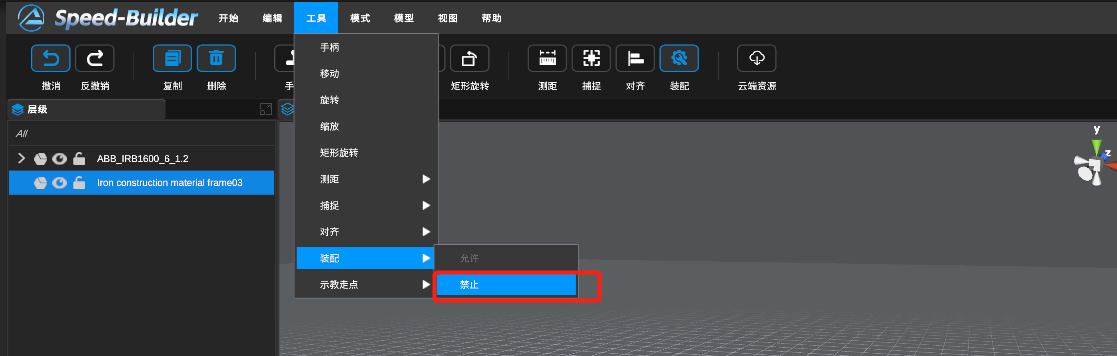 Speed-Builder 开始 编辑 工具 模式 模型 视图 帮助
撤消 反撤销 复制 删除 手 矩形旋转 测距 捕捉 对齐 装配 云端资源
手柄
移动
旋转
缩放
矩形旋转
测距
捕捉
对齐
装配
示教走点
允许
禁止
层级
All
ABB_IRB1600_6_1.2
Iron construction material frame03
y
z